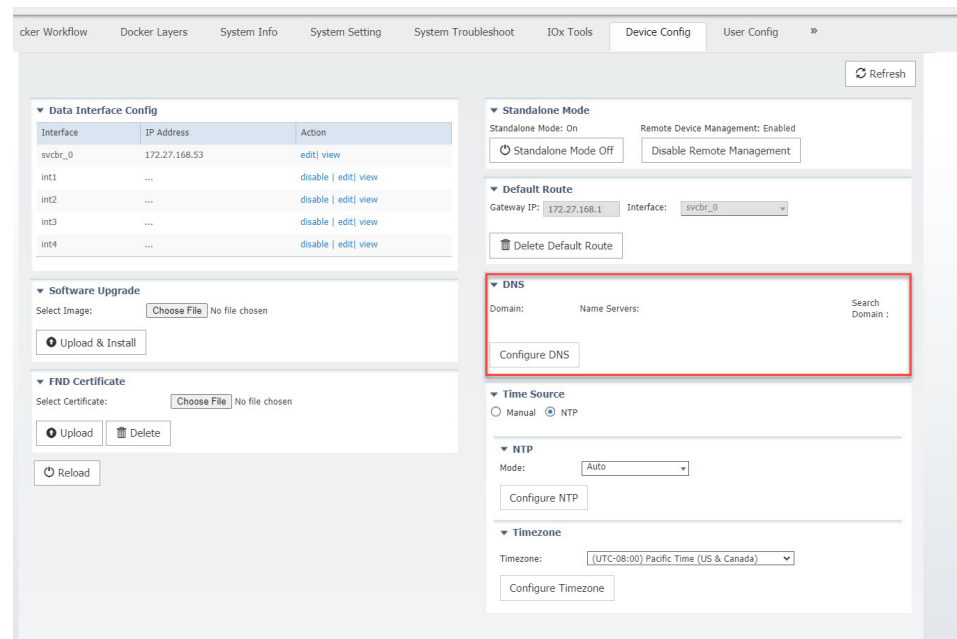 cker Workflow Docker Layers System Info System Setting System Troubleshoot IOx Tools Device Config User Config »
Refresh
Data Interface Config
Interface IP Address Action
svcbr_0 172.27.168.53 edit| view
int1 ... disable | edit| view
int2 ... disable | edit| view
int3 ... disable | edit| view
int4 ... disable | edit| view
Software Upgrade
Select Image: Choose File No file chosen
Upload & Install
FND Certificate
Select Certificate: Choose File No file chosen
Upload Delete
Reload
Standalone Mode
Standalone Mode: On Remote Device Management: Enabled
Standalone Mode Off Disable Remote Management
Default Route
Gateway IP: 172.27.168.1 Interface: svcbr_0
Delete Default Route
DNS
Domain: Name Servers: Search
Domain :
Configure DNS
Time Source
Manual NTP
NTP
Mode: Auto
Configure NTP
Timezone
Timezone: (UTC-08:00) Pacific Time (US & Canada)
Configure Timezone